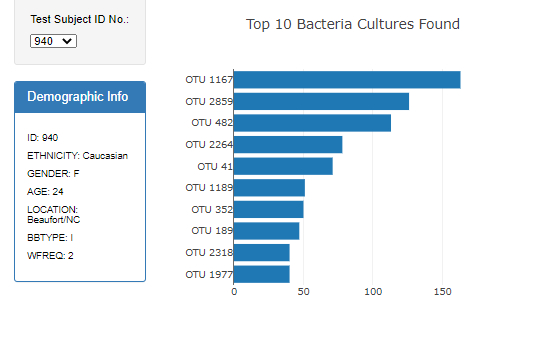 Test Subject ID No.:
940
Demographic Info
ID: 940
ETHNICITY: Caucasian
GENDER: F
AGE: 24
LOCATION:
Beaufort/NC
BBTYPE: I
WFREQ: 2
Top 10 Bacteria Cultures Found
OTU 1167
OTU 2859
OTU 482
OTU 2264
OTU 41
OTU 1189
OTU 352
OTU 189
OTU 2318
OTU 1977
0 50 100 150